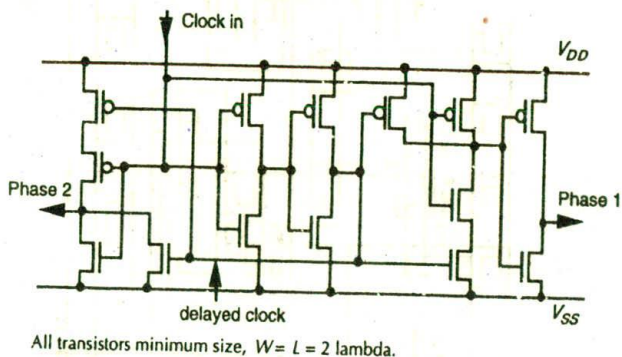 Clock in
V_DD
Phase 2
Phase 1
delayed clock
V_SS
All transistors minimum size, W= L = 2 lambda.